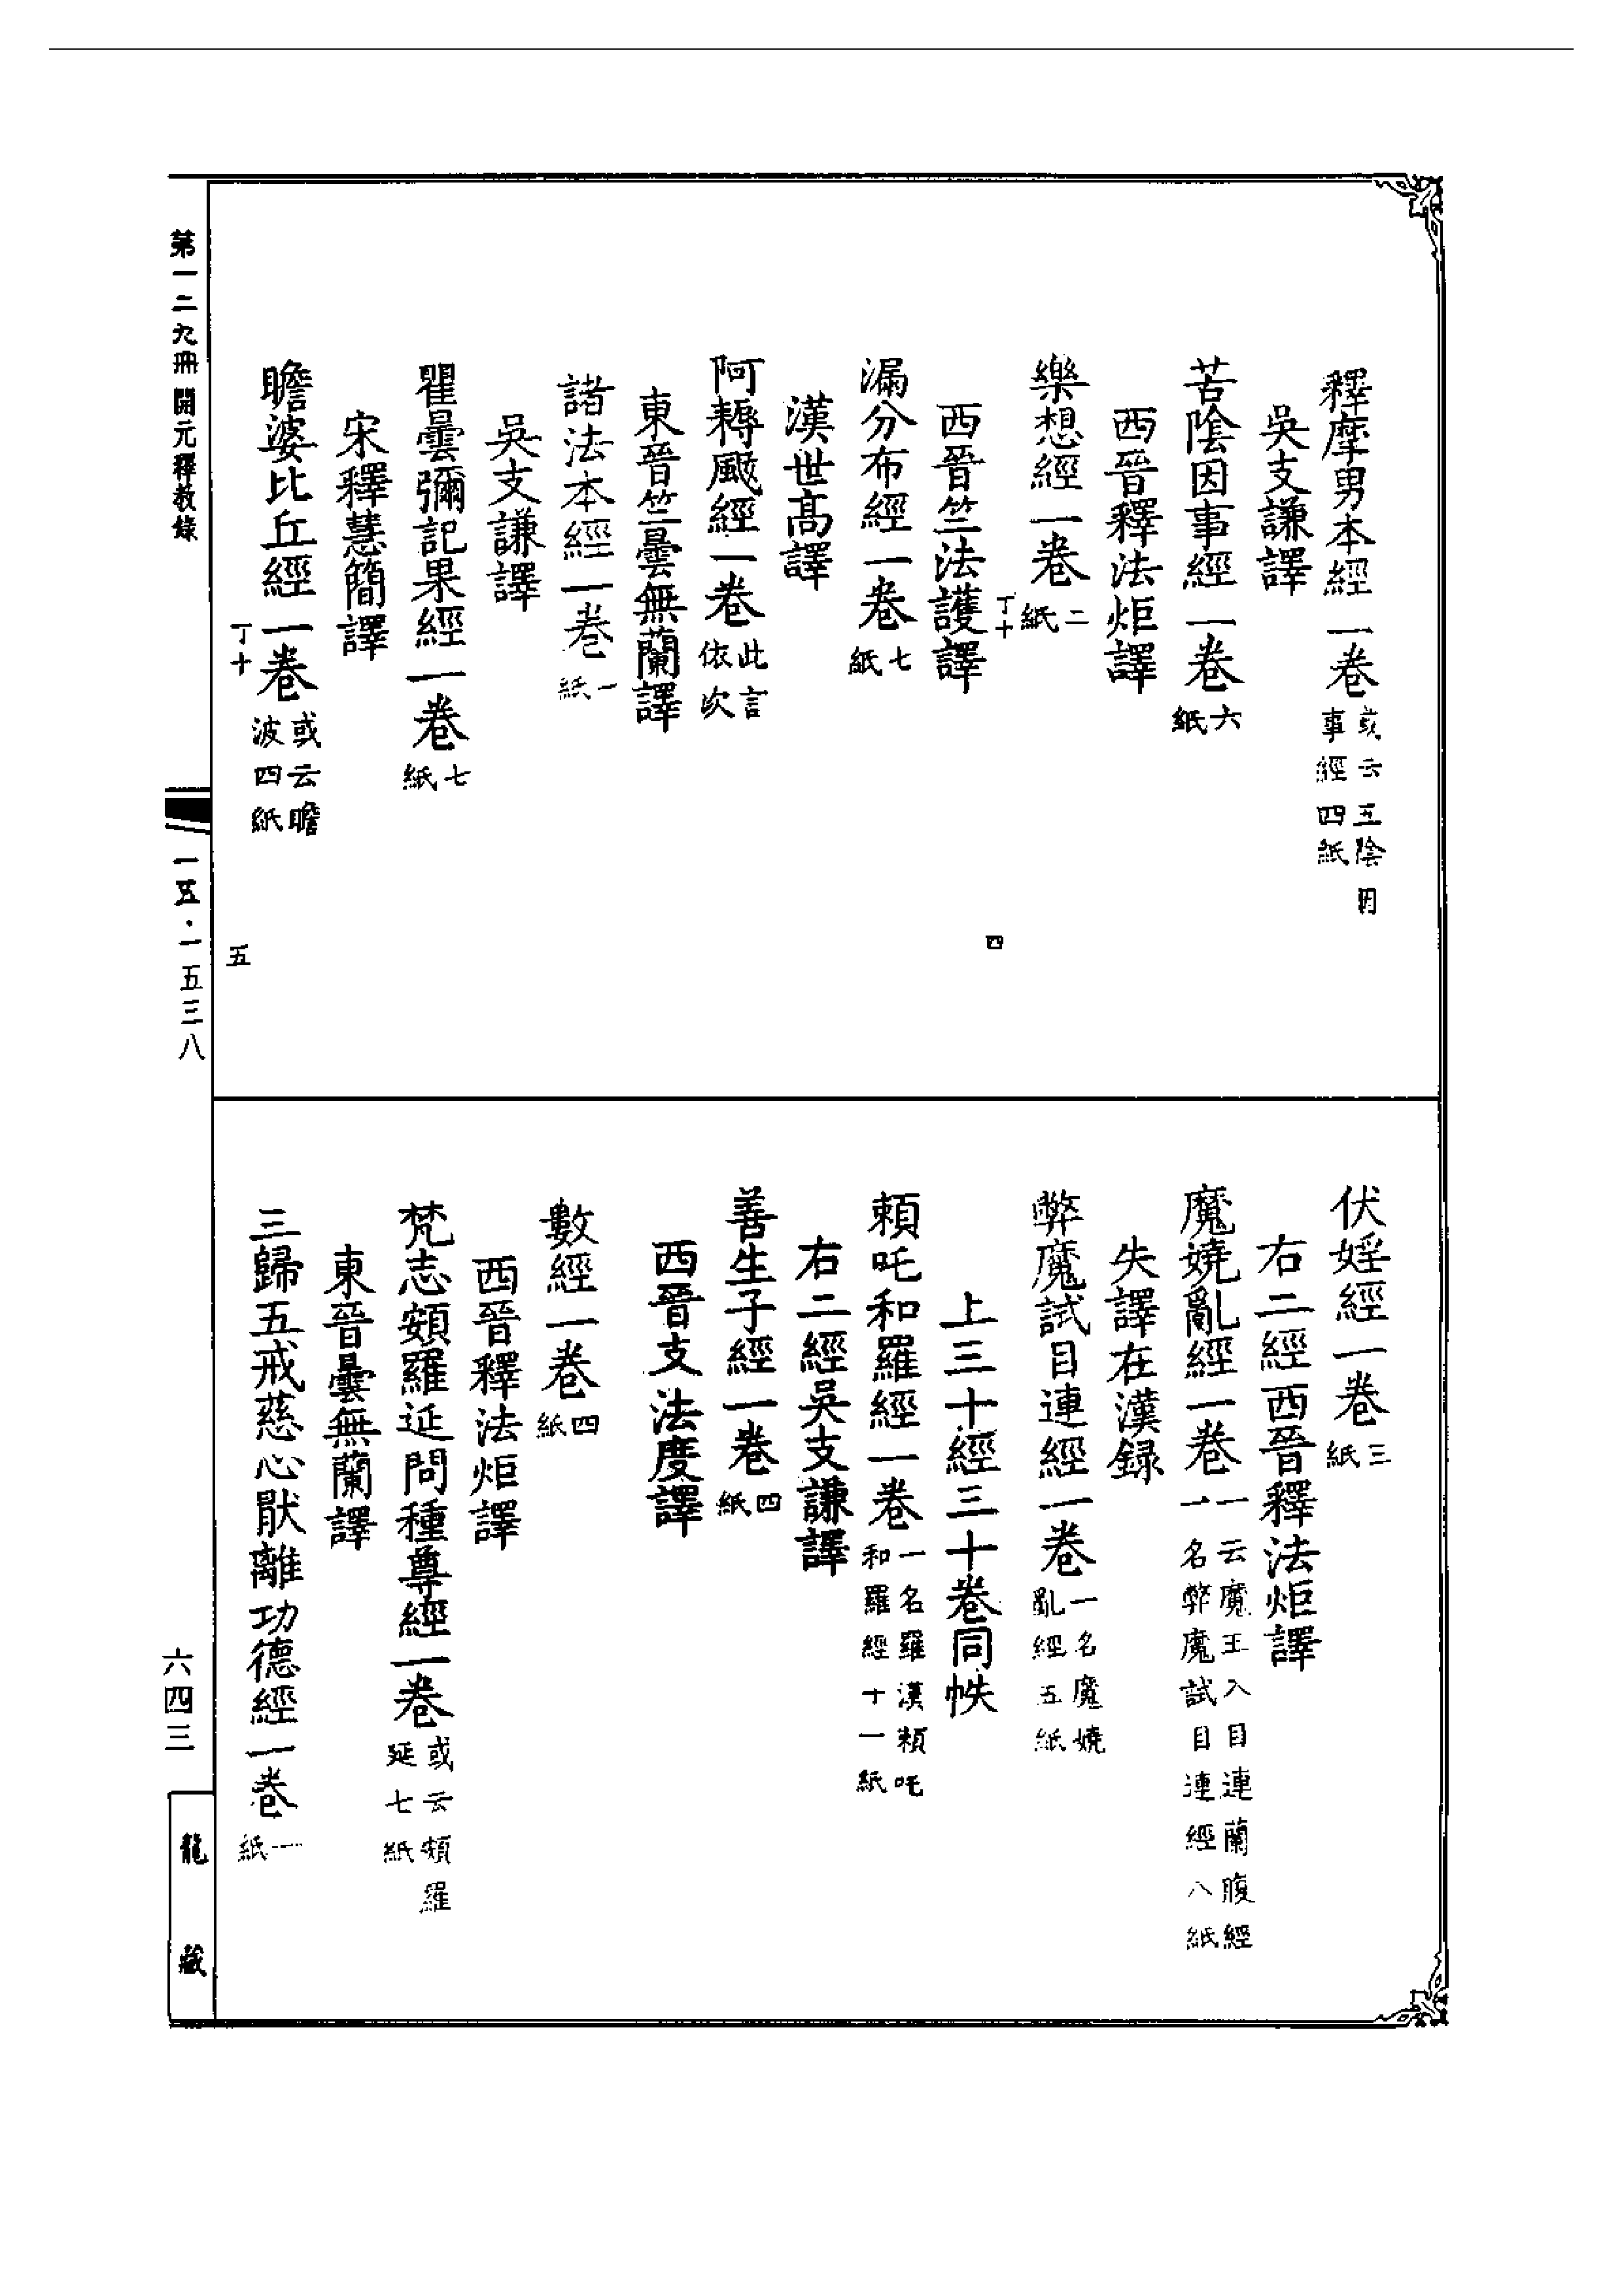 釋摩男本經一卷或云五陰因事經四紙
吳支謙譯
苦陰因事經一卷六紙
西晉釋法炬譯
樂想經一卷二紙
丁十 四
西晉竺法護譯
漏分布經一卷七紙
漢世高譯
阿耨颰經一卷此言依次
東晉竺曇無蘭譯
諸法本經一卷一紙
吳支謙譯
瞿曇彌記果經一卷七紙
宋釋慧簡譯
瞻婆比丘經一卷或云瞻波四紙
丁十 五
伏婬經一卷三紙
右二經西晉釋法炬譯
魔嬈亂經一卷一云魔王入目連蘭腹經一名弊魔試目連經八紙
失譯在漢録
弊魔試目連經一卷一名魔嬈亂經五紙
上三十經三十卷同帙
頼吒和羅經一卷一名羅漢頼吒和羅經十一紙
右二經吳支謙譯
善生子經一卷四紙
西晉支法度譯
數經一卷四紙
西晉釋法炬譯
梵志頞羅延問種尊經一卷或云頞羅延七紙
東晉曇無蘭譯
三歸五戒慈心猒離功德經一卷一紙
第一二九冊 開元釋教錄
一五·一五三八
六四三
龍藏